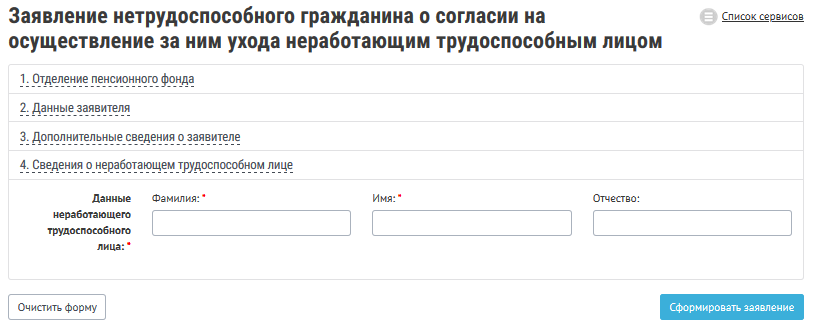 Заявление нетрудоспособного гражданина о согласии на
осуществление за ним ухода неработающим трудоспособным лицом
Список сервисов
1. Отделение пенсионного фонда
2. Данные заявителя
3. Дополнительные сведения о заявителе
4. Сведения о неработающем трудоспособном лице
Данные
неработающего
трудоспособного
лица: *
Фамилия: *
Имя: *
Отчество:
Очистить форму
Сформировать заявление